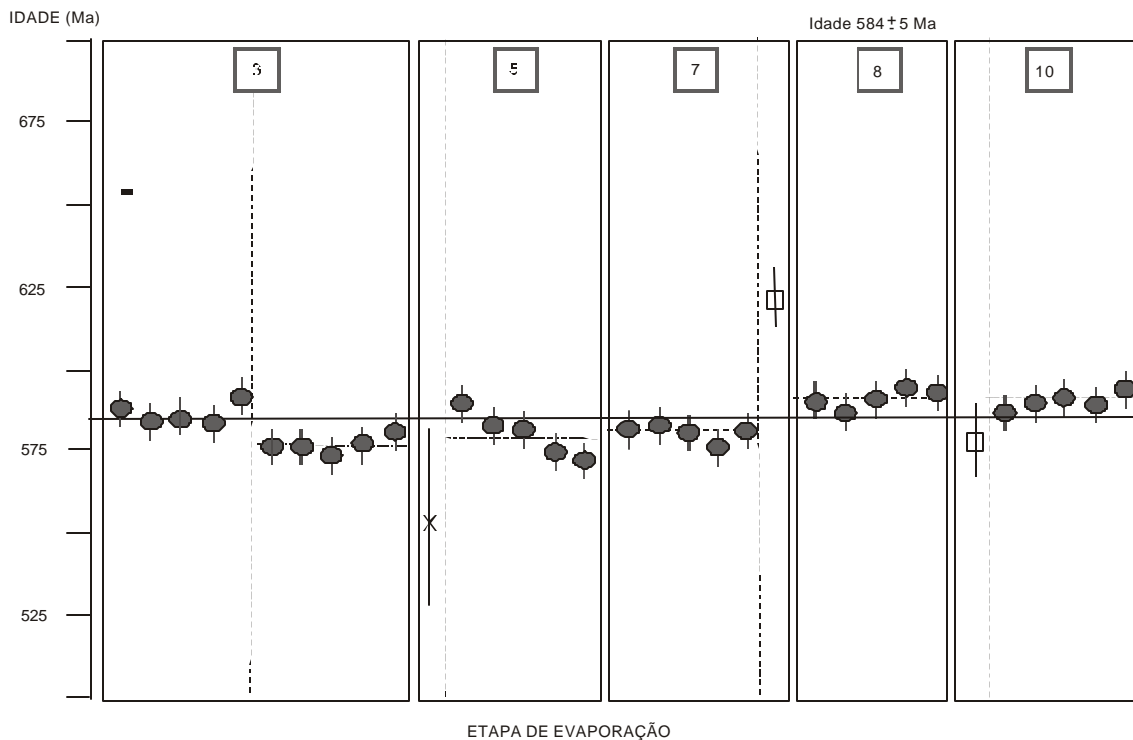 IDADE (Ma)
Idade 584 ± 5 Ma
3
5
7
8
10
675
625
575
X
525
ETAPA DE EVAPORAÇÃO